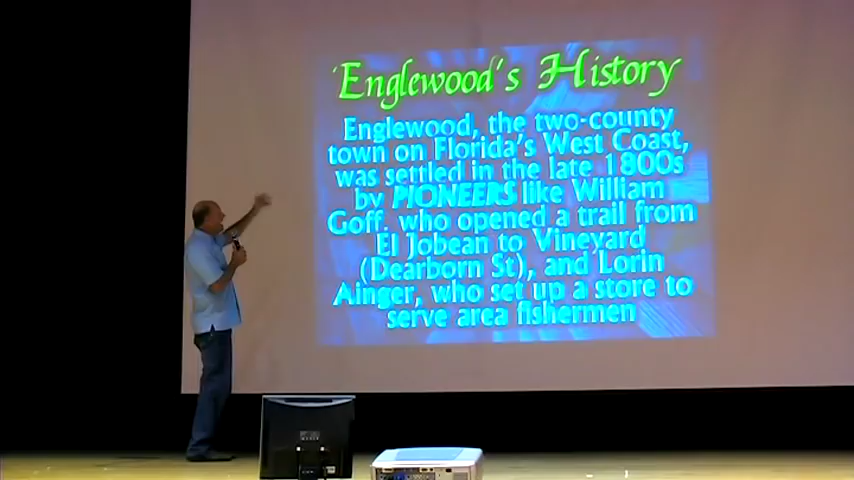 Englewood's History
Englewood, the two-county
town on Florida's West Coast,
was settled in the late 1800s
by PIONEERS like William
Goff, who opened a trail from
El Jobean to Vineyard
(Dearborn St), and Lorin
Ainger, who set up a store to
serve area fishermen